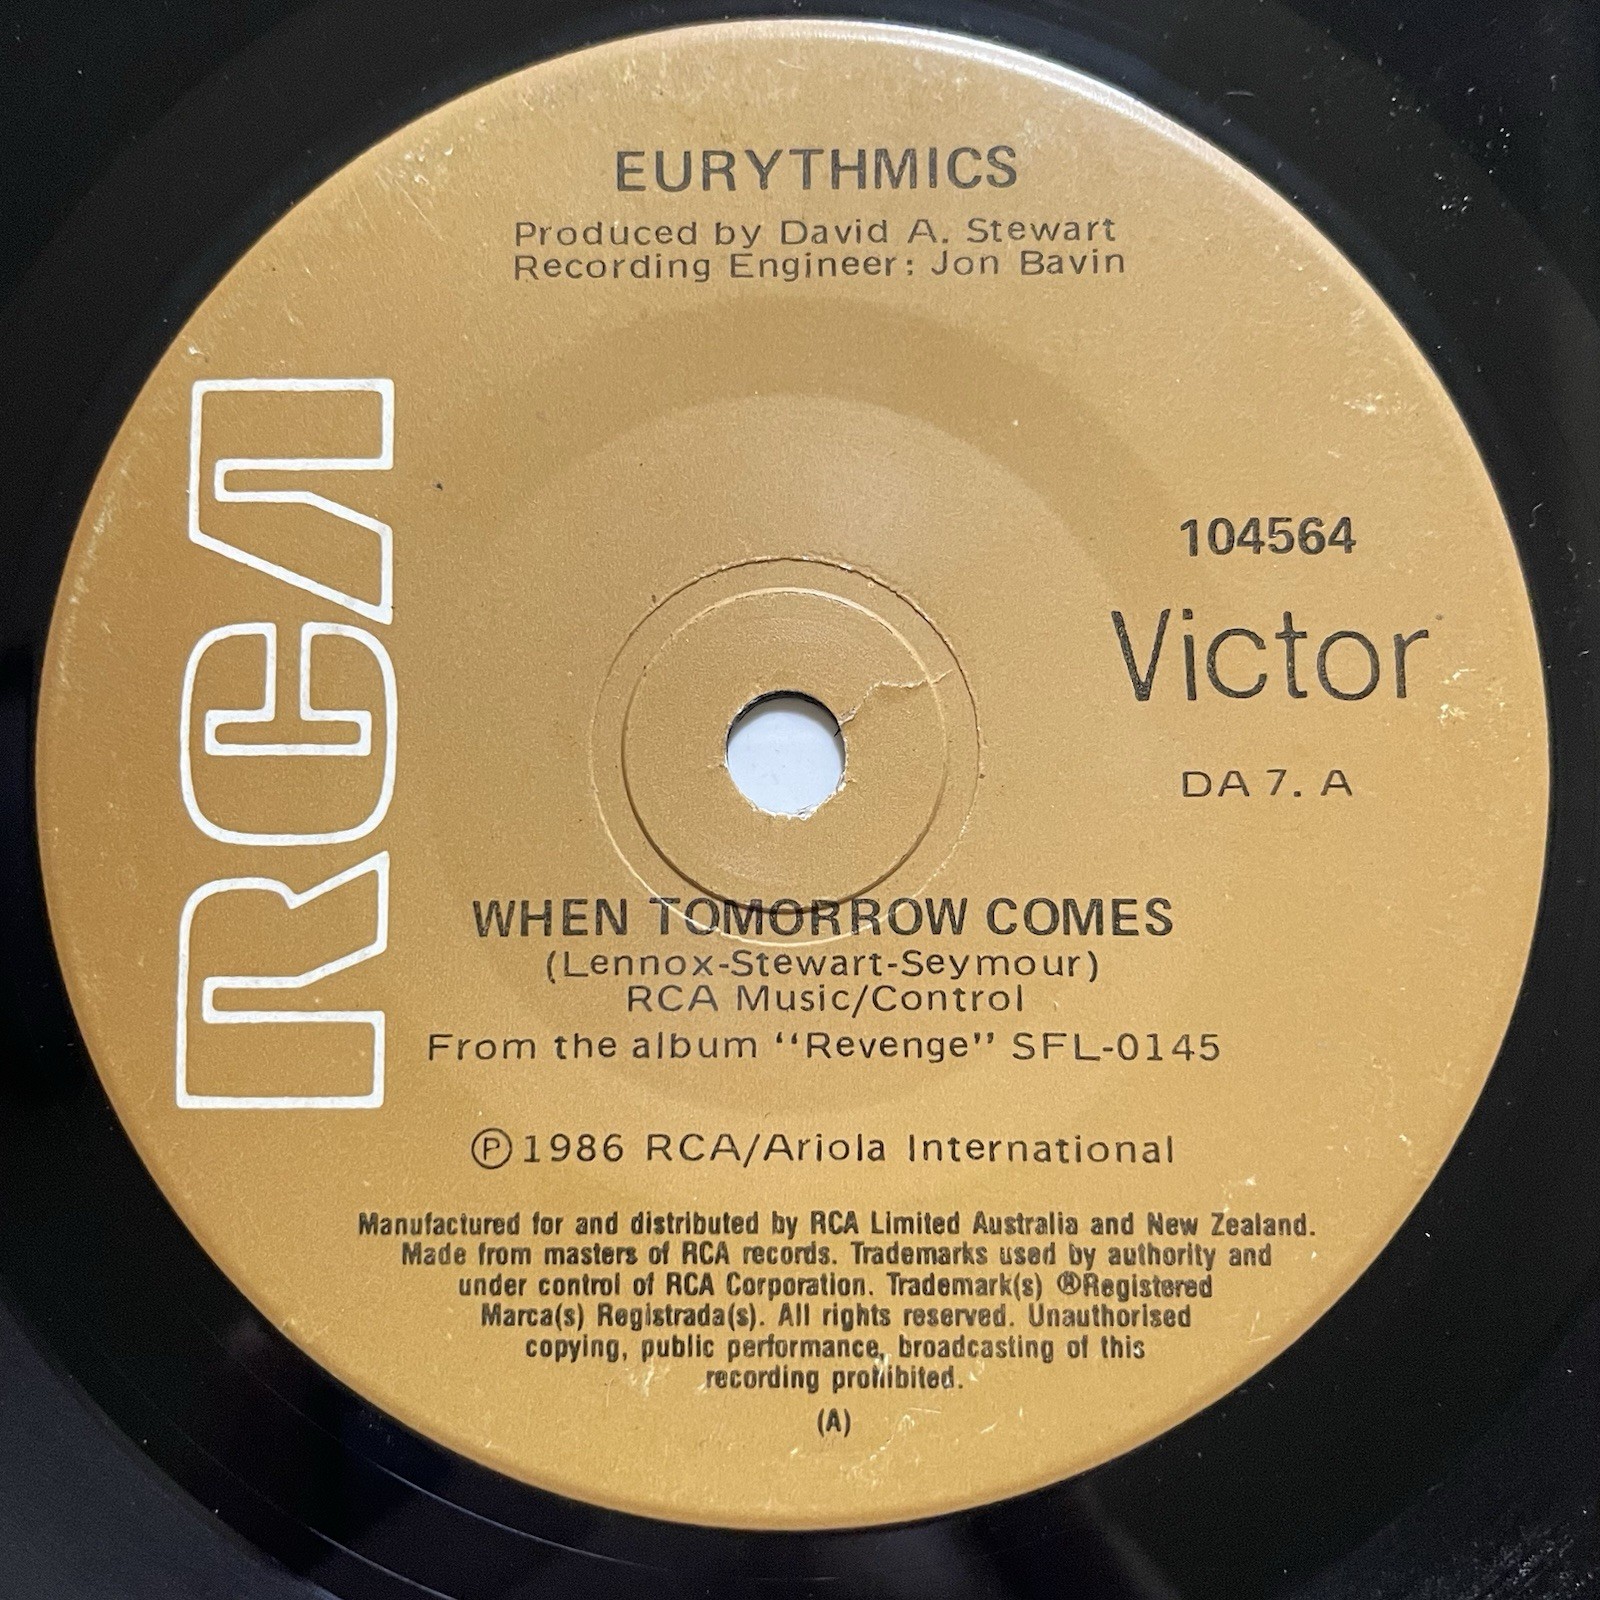 EURYTHMICS
Produced by David A. Stewart
Recording Engineer: Jon Bavin
RCA
104564
Victor
DA 7. A
WHEN TOMORROW COMES
(Lennox-Stewart-Seymour)
RCA Music/Control
From the album “Revenge” SFL-0145
Ⓟ1986 RCA/Ariola International
Manufactured for and distributed by RCA Limited Australia and New Zealand.
Made from masters of RCA records. Trademarks used by authority and
under control of RCA Corporation. Trademark(s) ®Registered
Marca(s) Registrada(s). All rights reserved. Unauthorised
copying, public performance, broadcasting of this
recording prohibited.
(A)